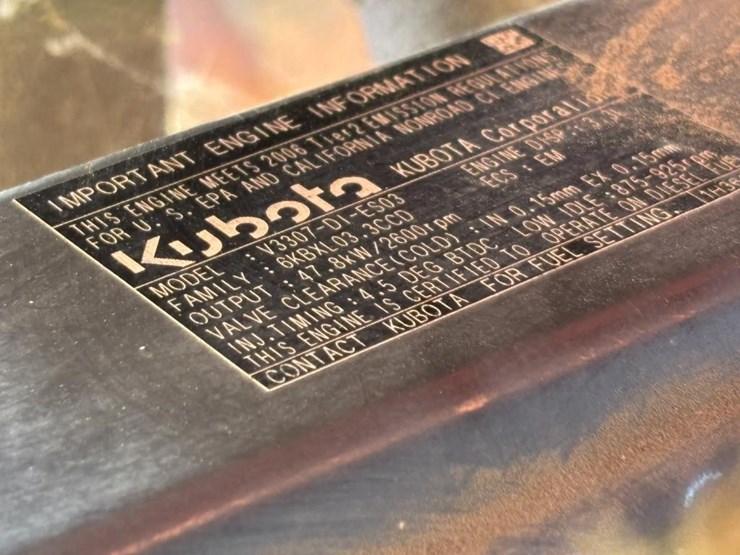 IMPORTANT ENGINE INFORMATION
THIS ENGINE MEETS 2006 Tier2 EMISSION REGULATIONS
FOR U. S. EPA AND CALIFORNIA NONROAD CI ENGINES
Kubota KUBOTA Corporation
MODEL : V3307-DI-ES03 ENGINE DISP.:
FAMILY : 6KBXL03.3CCD ECS : EM
OUTPUT : 47.8kW/2600rpm
VALVE CLEARANCE(COLD) : IN 0.15mm EX 0.15mm
INJ.TIMING : 4.5 DEG BTDC LOW IDLE :875-925rpm
THIS ENGINE IS CERTIFIED TO OPERATE ON DIESEL FUEL
CONTACT KUBOTA FOR FUEL SETTING.